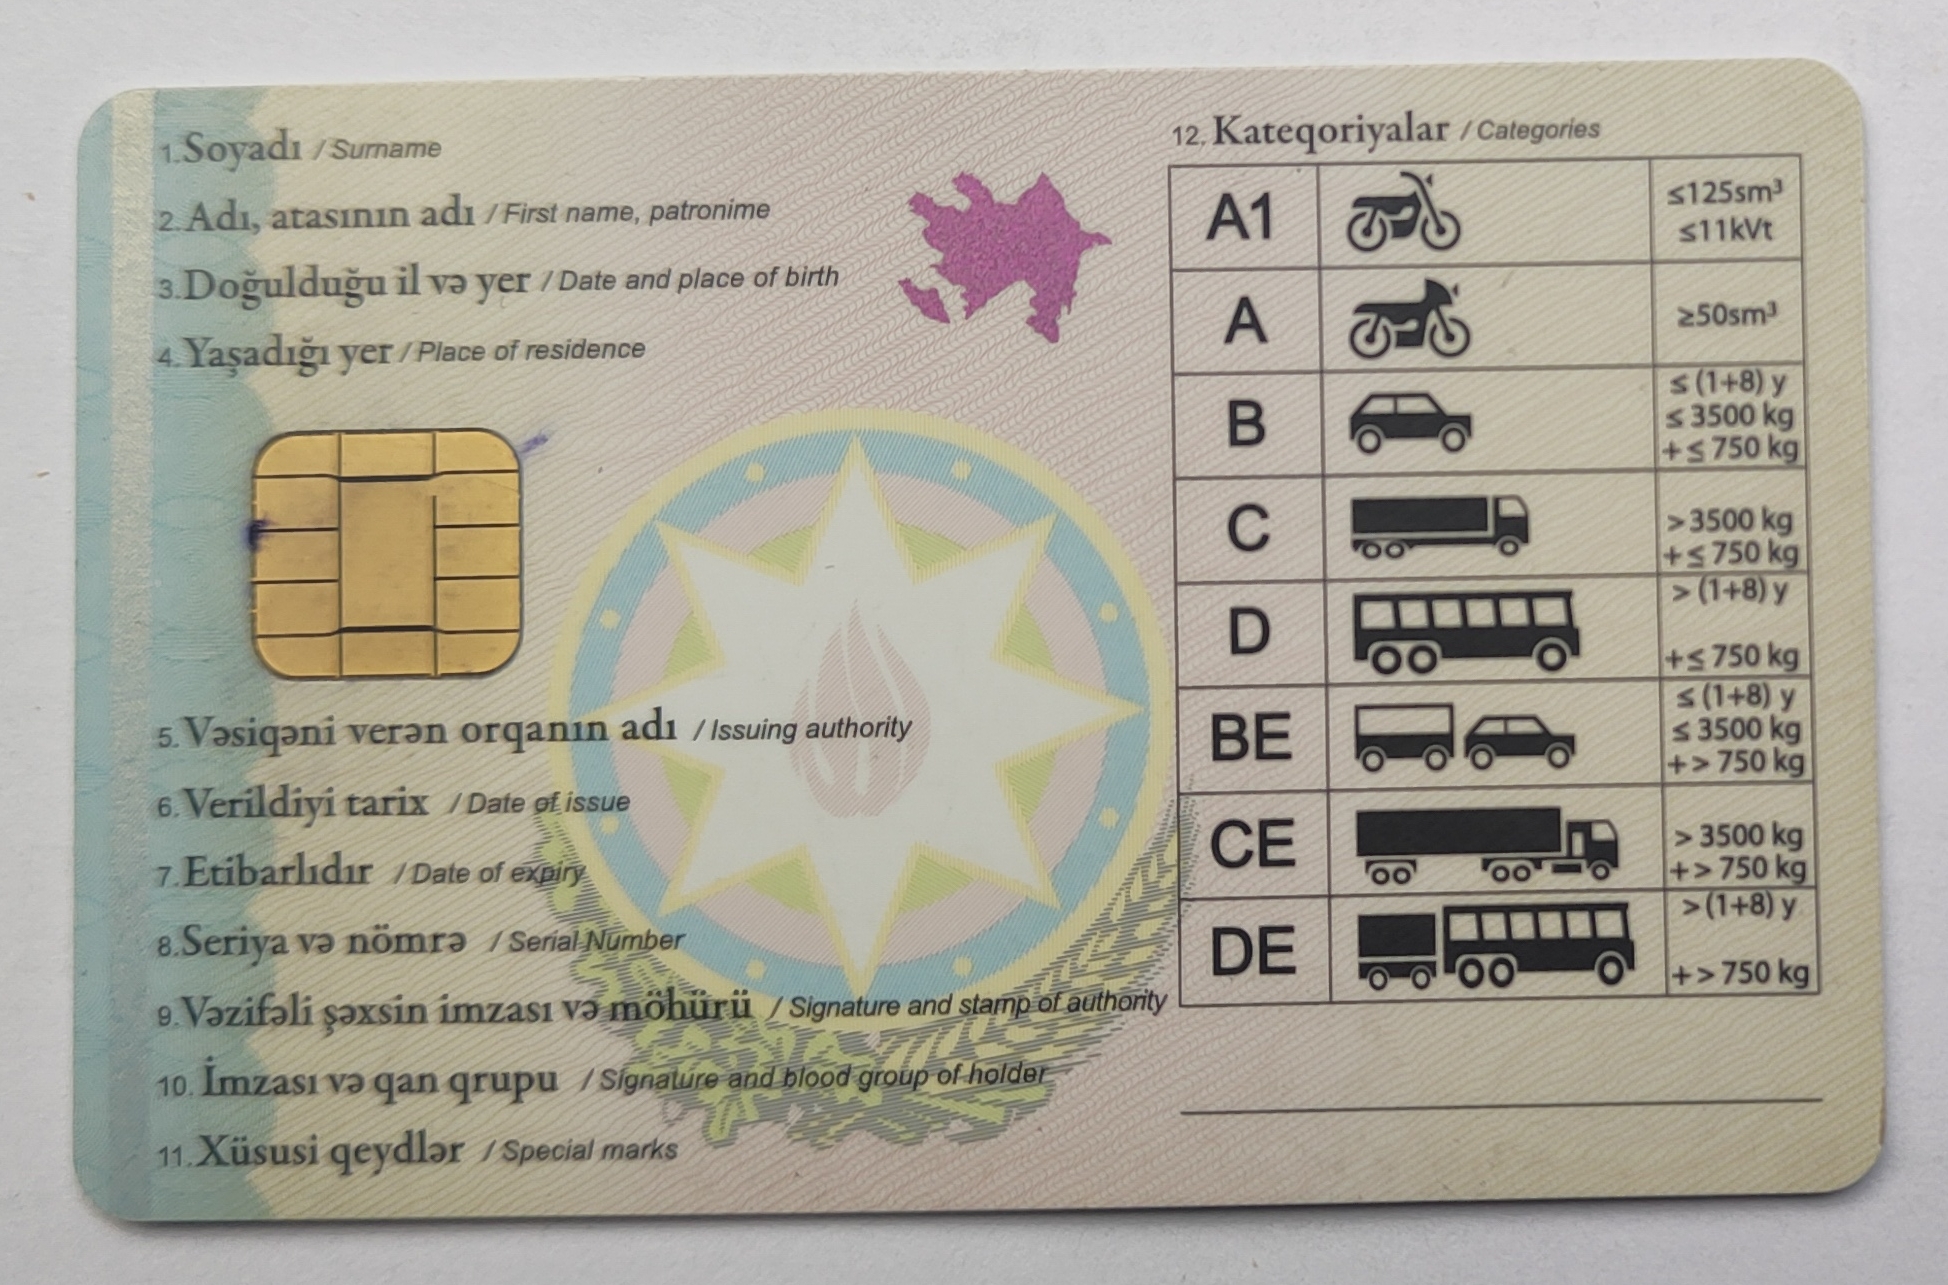 1. Soyadı / Surname
2. Adı, atasının adı / First name, patronime
3. Doğulduğu il və yer / Date and place of birth
4. Yaşadığı yer / Place of residence
5. Vəsiqəni verən orqanın adı / Issuing authority
6. Verildiyi tarix / Date of issue
7. Etibarlıdır / Date of expiry
8. Seriya və nömrə / Serial Number
9. Vəzifəli şəxsin imzası və möhürü / Signature and stamp of authority
10. İmzası və qan qrupu / Signature and blood group of holder
11. Xüsusi qeydlər / Special marks
12. Kateqoriyalar / Categories
A1 ≤125sm³
≤11kVt
A ≥50sm³
B ≤ (1+8) y
≤ 3500 kg
+ ≤ 750 kg
C > 3500 kg
+ ≤ 750 kg
D > (1+8) y
+ ≤ 750 kg
BE ≤ (1+8) y
≤ 3500 kg
+ > 750 kg
CE > 3500 kg
+ > 750 kg
DE > (1+8) y
+ > 750 kg